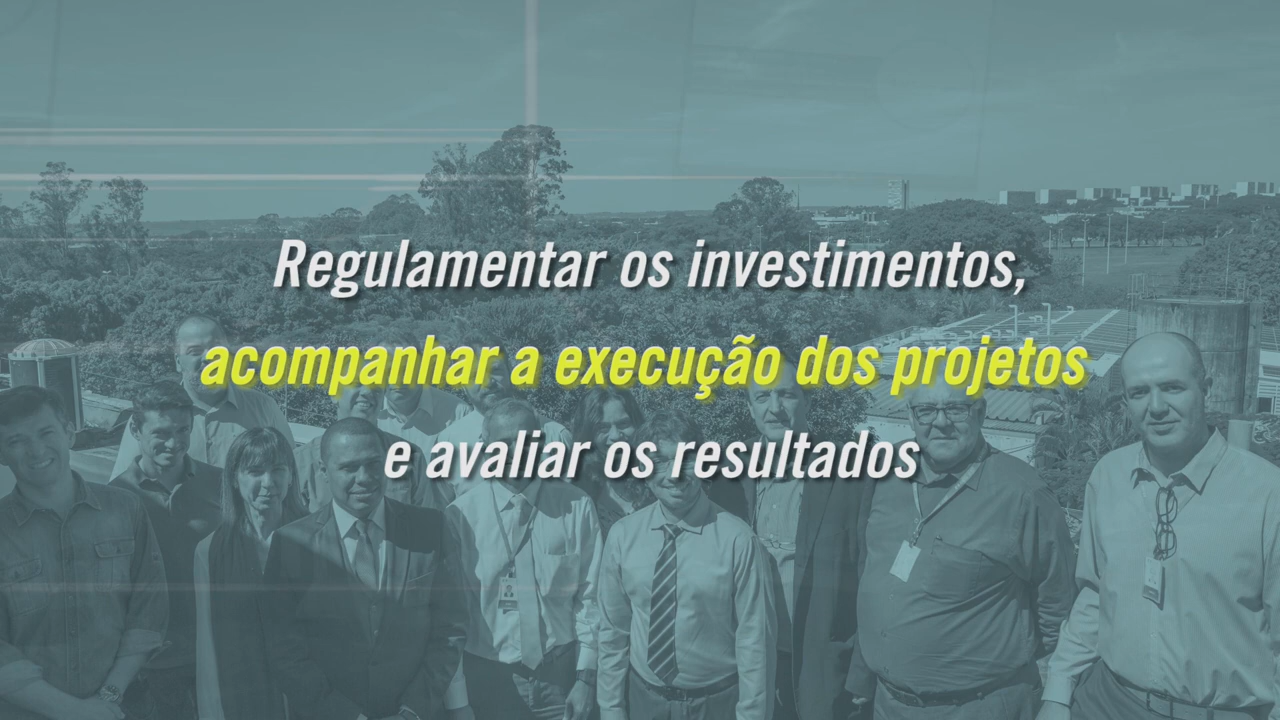 Regulamentar os investimentos,
acompanhar a execução dos projetos
e avaliar os resultados